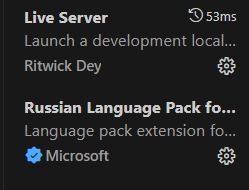 Live Server 53ms
Launch a development local...
Ritwick Dey
Russian Language Pack fo...
Language pack extension fo...
Microsoft